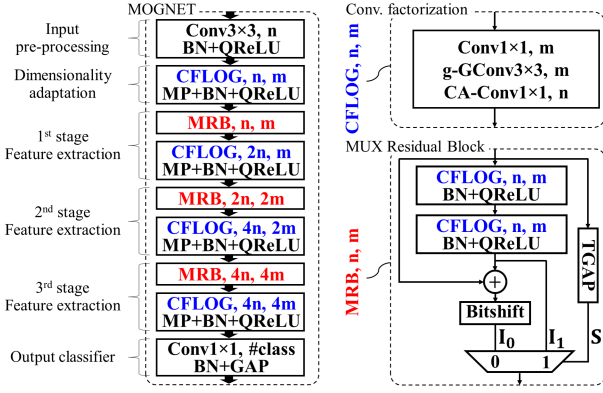 MOGNET
Input
pre-processing
Conv3×3, n
BN+QReLU
Dimensionality
adaptation
CFLOG, n, m
MP+BN+QReLU
1st stage
Feature extraction
MRB, n, m
CFLOG, 2n, m
MP+BN+QReLU
2nd stage
Feature extraction
MRB, 2n, 2m
CFLOG, 4n, 2m
MP+BN+QReLU
3rd stage
Feature extraction
MRB, 4n, 4m
CFLOG, 4n, 4m
MP+BN+QReLU
Output classifier
Conv1×1, #class
BN+GAP
Conv. factorization
CFLOG, n, m
Conv1×1, m
g-GConv3×3, m
CA-Conv1×1, n
MUX Residual Block
MRB, n, m
CFLOG, n, m
BN+QReLU
CFLOG, n, m
BN+QReLU
TGAP
+
Bitshift
I0 I1 S
0 1